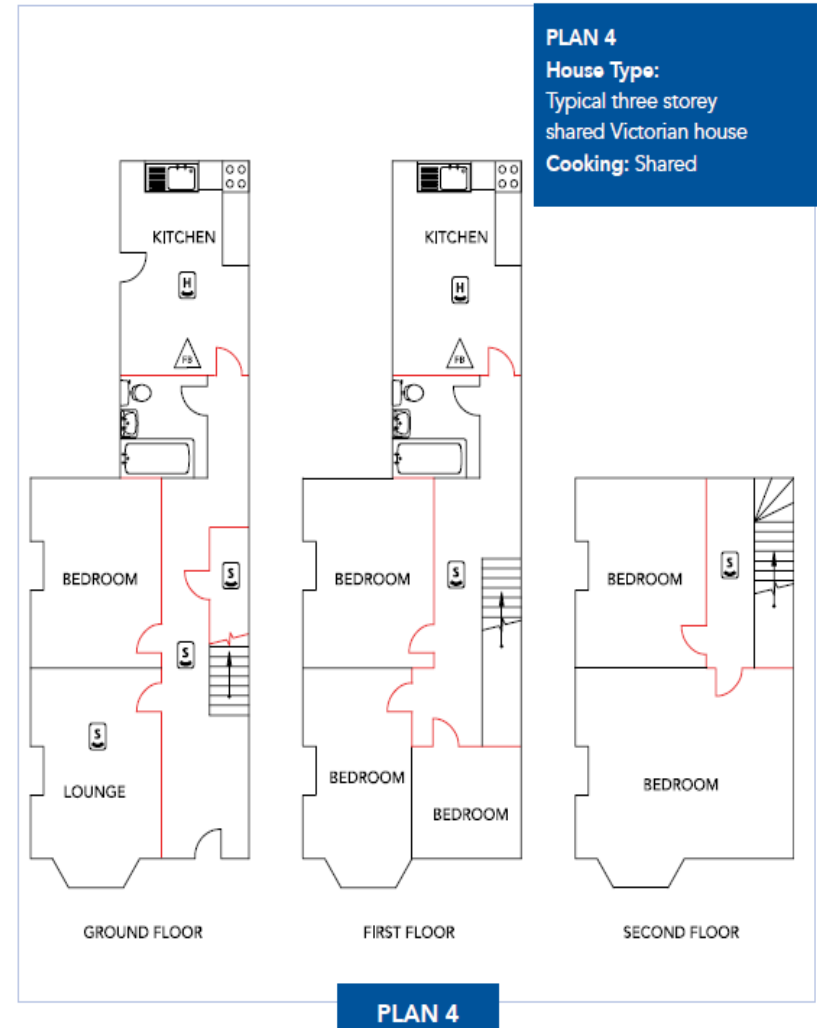 PLAN 4
House Type:
Typical three storey
shared Victorian house
Cooking: Shared
KITCHEN
KITCHEN
H
H
FB
FB
BEDROOM
S
BEDROOM
S
BEDROOM
S
S
S
LOUNGE
BEDROOM
BEDROOM
BEDROOM
GROUND FLOOR
FIRST FLOOR
SECOND FLOOR
PLAN 4